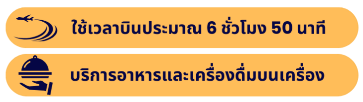 ใช้เวลาบินประมาณ 6 ชั่วโมง 50 นาที
บริการอาหารและเครื่องดื่มบนเครื่อง